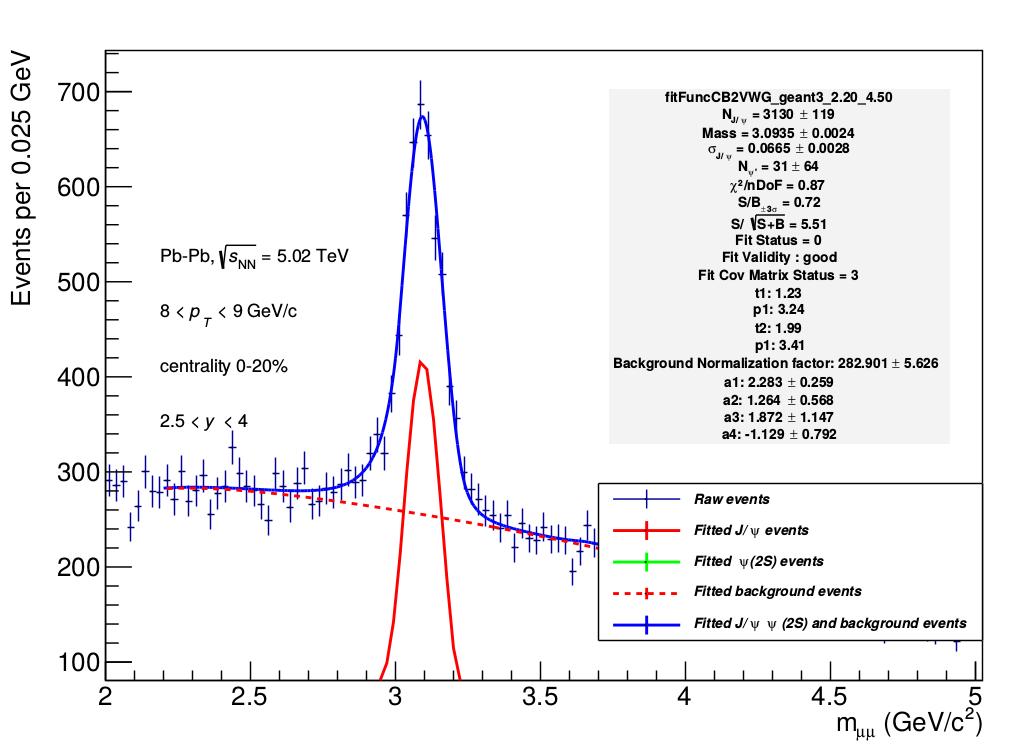 Events per 0.025 GeV
700
600
500
400
300
200
100
2
2.5
3
3.5
4
4.5
5
m_μμ (GeV/c²)
Pb-Pb, √s_NN = 5.02 TeV
8 < p_T < 9 GeV/c
centrality 0-20%
2.5 < y < 4
fitFuncCB2VWG_geant3_2.20_4.50
N_J/ψ = 3130 ± 119
Mass = 3.0935 ± 0.0024
σ_J/ψ = 0.0665 ± 0.0028
N_ψ' = 31 ± 64
χ²/nDoF = 0.87
S/B_±3σ = 0.72
S/ √S+B = 5.51
Fit Status = 0
Fit Validity : good
Fit Cov Matrix Status = 3
t1: 1.23
p1: 3.24
t2: 1.99
p1: 3.41
Background Normalization factor: 282.901 ± 5.626
a1: 2.283 ± 0.259
a2: 1.264 ± 0.568
a3: 1.872 ± 1.147
a4: -1.129 ± 0.792
Raw events
Fitted J/ψ events
Fitted ψ(2S) events
Fitted background events
Fitted J/ψ ψ (2S) and background events